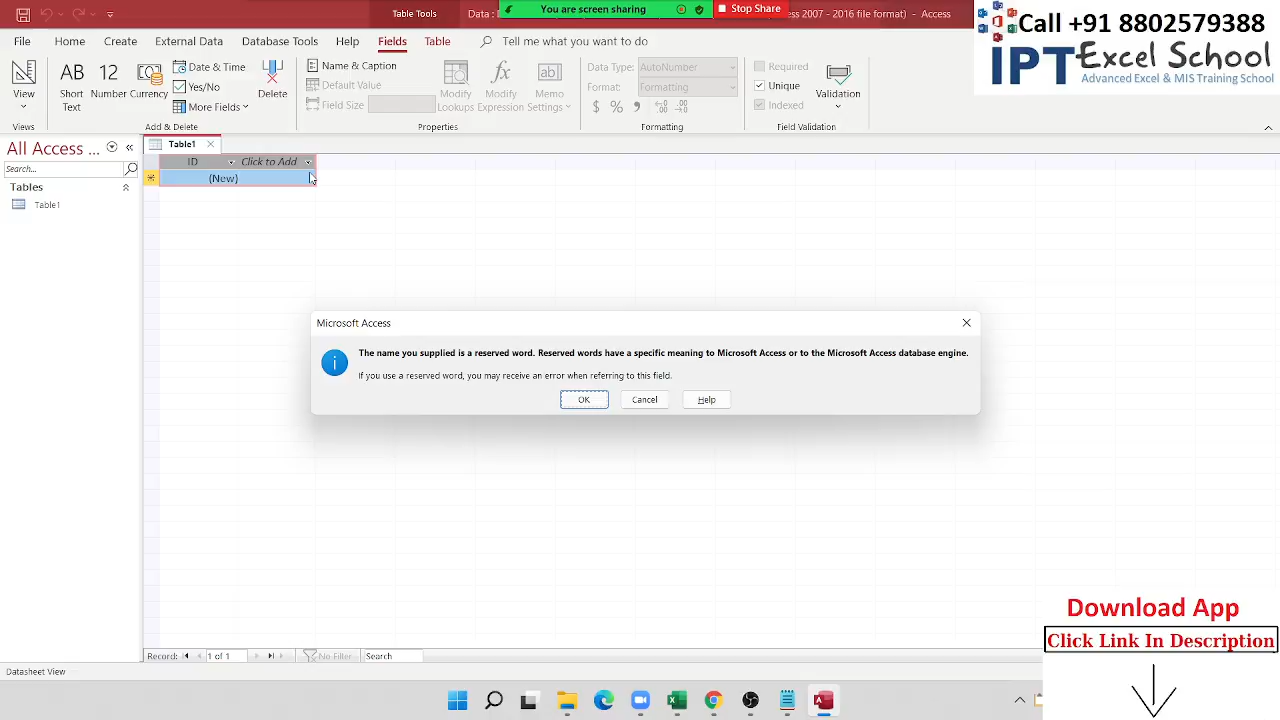 Table Tools
Data :
You are screen sharing
Stop Share
ess 2007 - 2016 file format) - Access
Call +91 8802579388
IPT Excel School
Advanced Excel & MIS Training School
File
Home
Create
External Data
Database Tools
Help
Fields
Table
Tell me what you want to do
View
Views
AB
Short Text
12
Number
Currency
Date & Time
Yes/No
More Fields
Delete
Add & Delete
Name & Caption
Default Value
Field Size
Modify Lookups
fx
Modify Expression
ab
Memo Settings
Properties
Data Type:
AutoNumber
Format:
Formatting
$ % ,
Formatting
Required
Unique
Indexed
Validation
Field Validation
All Access ...
Search...
Tables
Table1
Table1
ID
Click to Add
(New)
Microsoft Access
The name you supplied is a reserved word. Reserved words have a specific meaning to Microsoft Access or to the Microsoft Access database engine.
If you use a reserved word, you may receive an error when referring to this field.
OK
Cancel
Help
Download App
Click Link In Description
Record:
1 of 1
No Filter
Search
Datasheet View